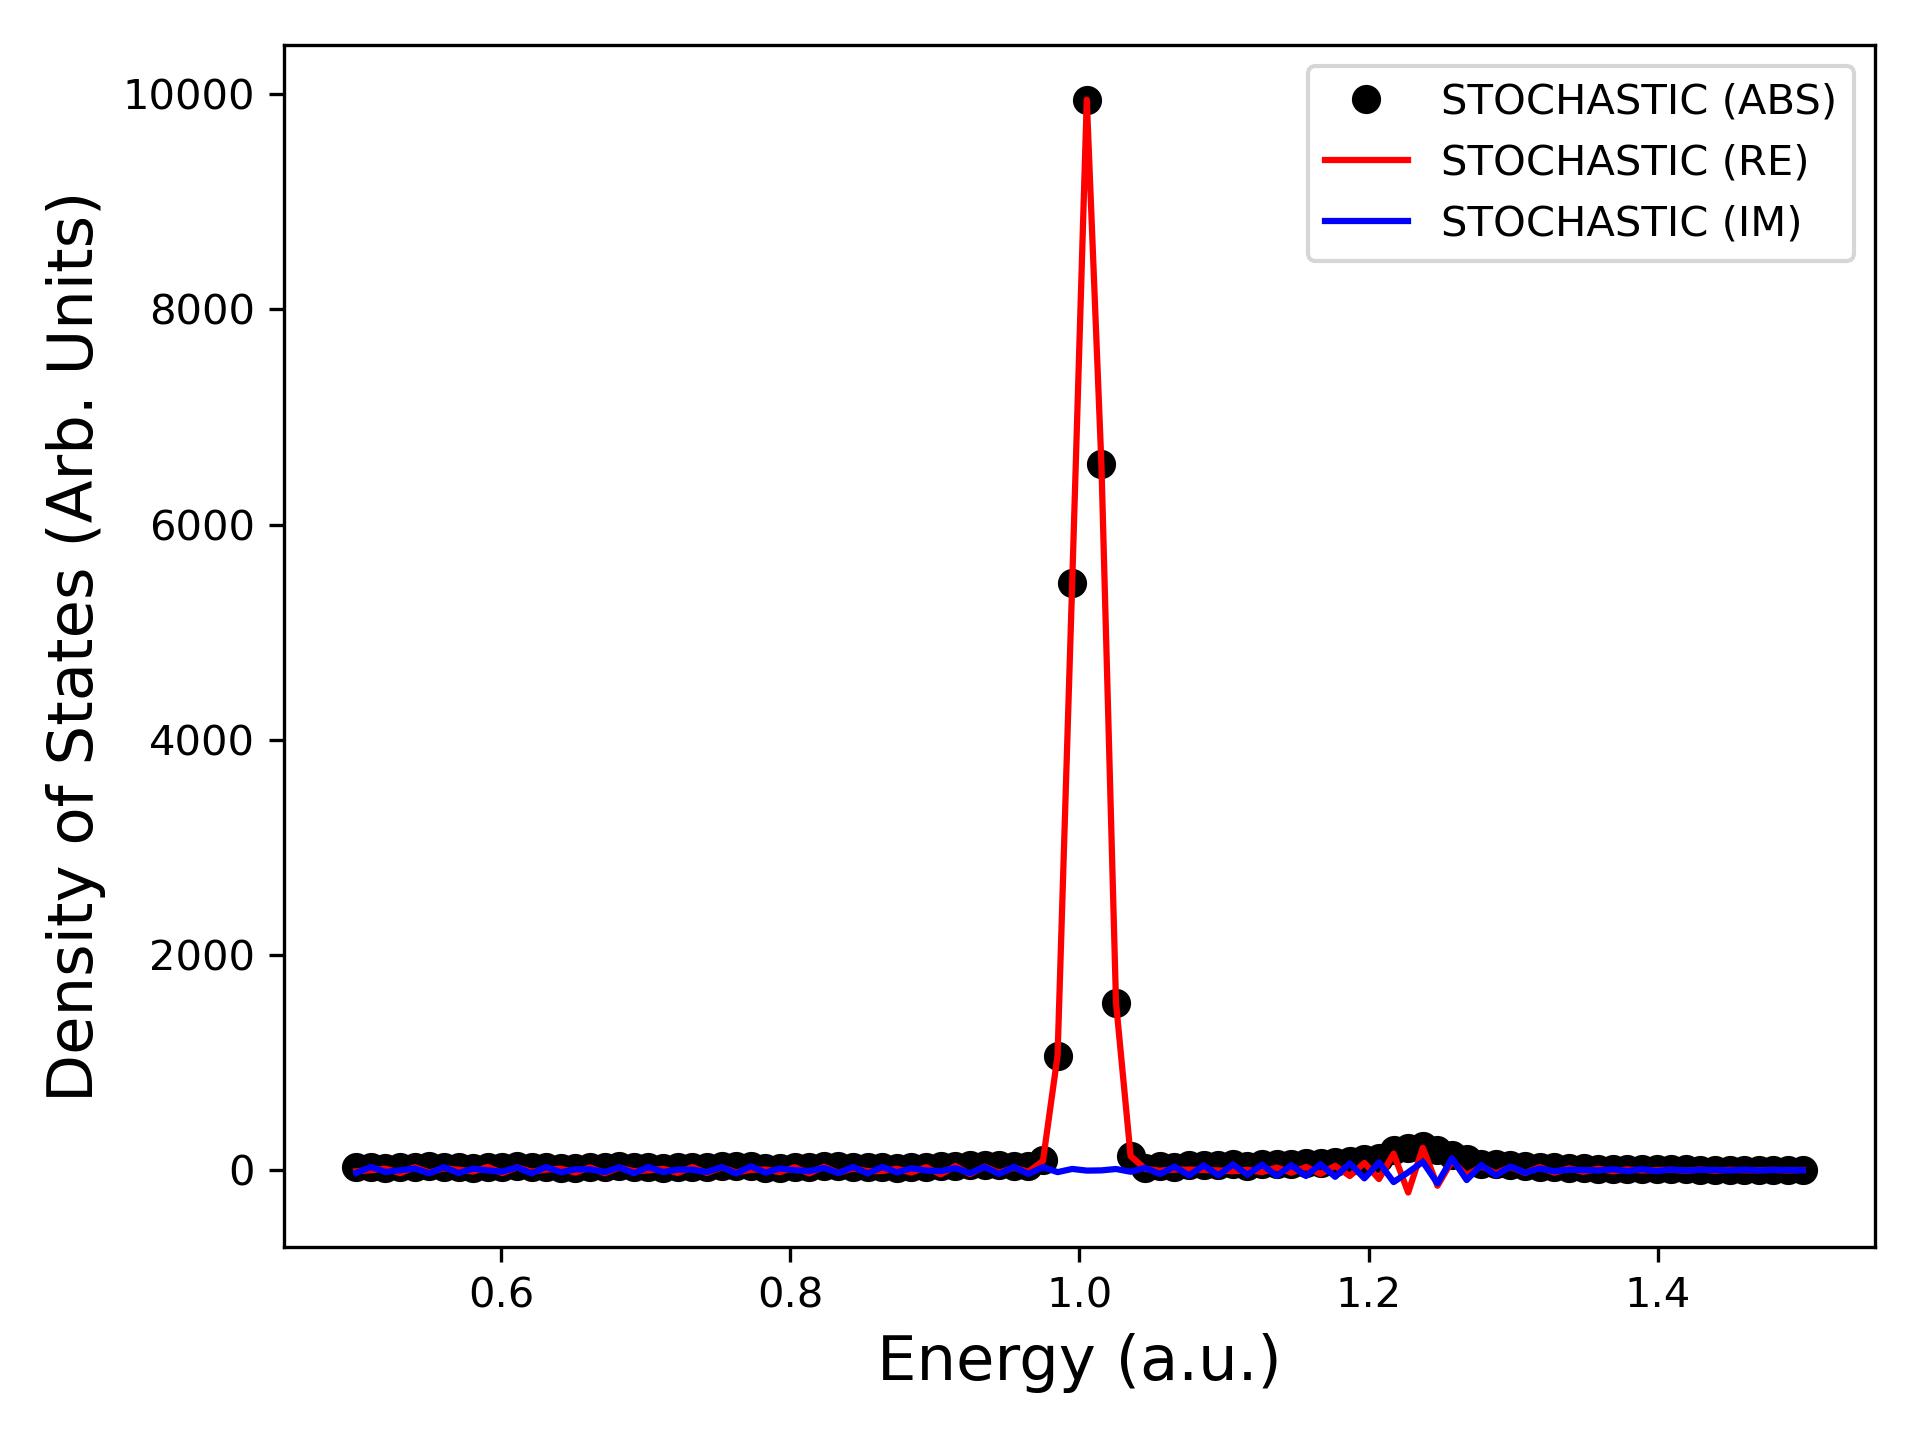 Density of States (Arb. Units)
10000
8000
6000
4000
2000
0
STOCHASTIC (ABS)
STOCHASTIC (RE)
STOCHASTIC (IM)
0.6 0.8 1.0 1.2 1.4
Energy (a.u.)